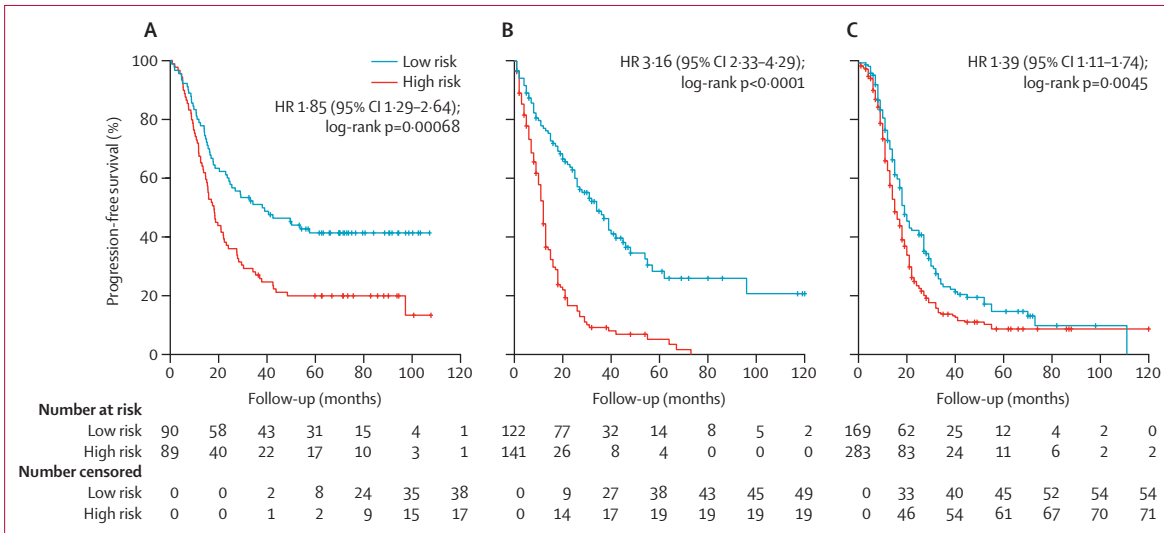 A
B
C
Low risk
High risk
HR 1·85 (95% CI 1·29–2·64);
log-rank p=0·00068
HR 3·16 (95% CI 2·33–4·29);
log-rank p<0·0001
HR 1·39 (95% CI 1·11–1·74);
log-rank p=0·0045
Progression-free survival (%)
100
80
60
40
20
0
0 20 40 60 80 100 120
0 20 40 60 80 100 120
0 20 40 60 80 100 120
Follow-up (months)
Follow-up (months)
Follow-up (months)
Number at risk
Low risk 90 58 43 31 15 4 1 122 77 32 14 8 5 2 169 62 25 12 4 2 0
High risk 89 40 22 17 10 3 1 141 26 8 4 0 0 0 283 83 24 11 6 2 2
Number censored
Low risk 0 0 2 8 24 35 38 0 9 27 38 43 45 49 0 33 40 45 52 54 54
High risk 0 0 1 2 9 15 17 0 14 17 19 19 19 19 0 46 54 61 67 70 71